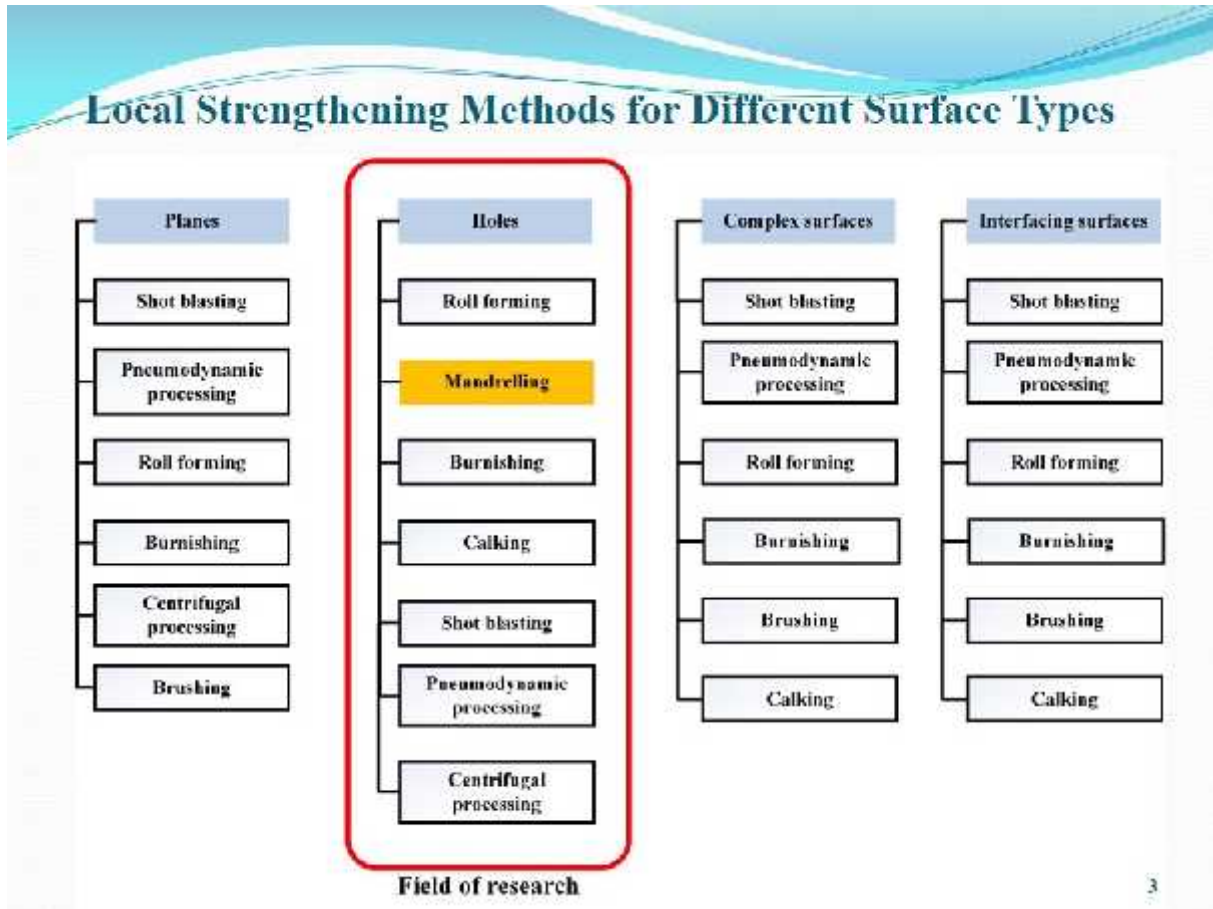 Local Strengthening Methods for Different Surface Types
Planes
Shot blasting
Pneumodynamic
processing
Roll forming
Burnishing
Centrifugal
processing
Brushing
Holes
Roll forming
Mandrelling
Burnishing
Calking
Shot blasting
Pneumodynamic
processing
Centrifugal
processing
Field of research
Complex surfaces
Shot blasting
Pneumodynamic
processing
Roll forming
Burnishing
Brushing
Calking
Interfacing surfaces
Shot blasting
Pneumodynamic
processing
Roll forming
Burnishing
Brushing
Calking
3